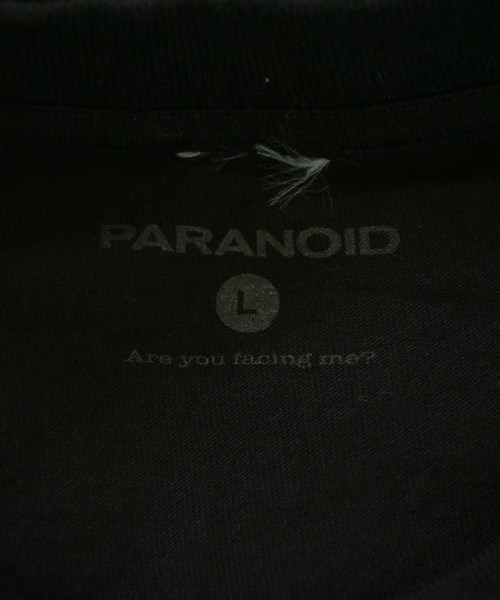 PARANOID
L
Are you facing me?